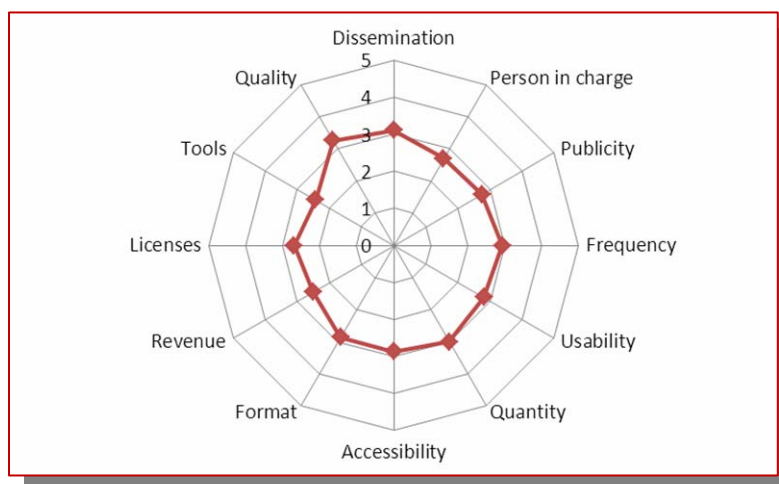 Dissemination
5
Quality
Person in charge
4
Tools
3
Publicity
2
1
Licenses
0
Frequency
Revenue
Usability
Format
Quantity
Accessibility